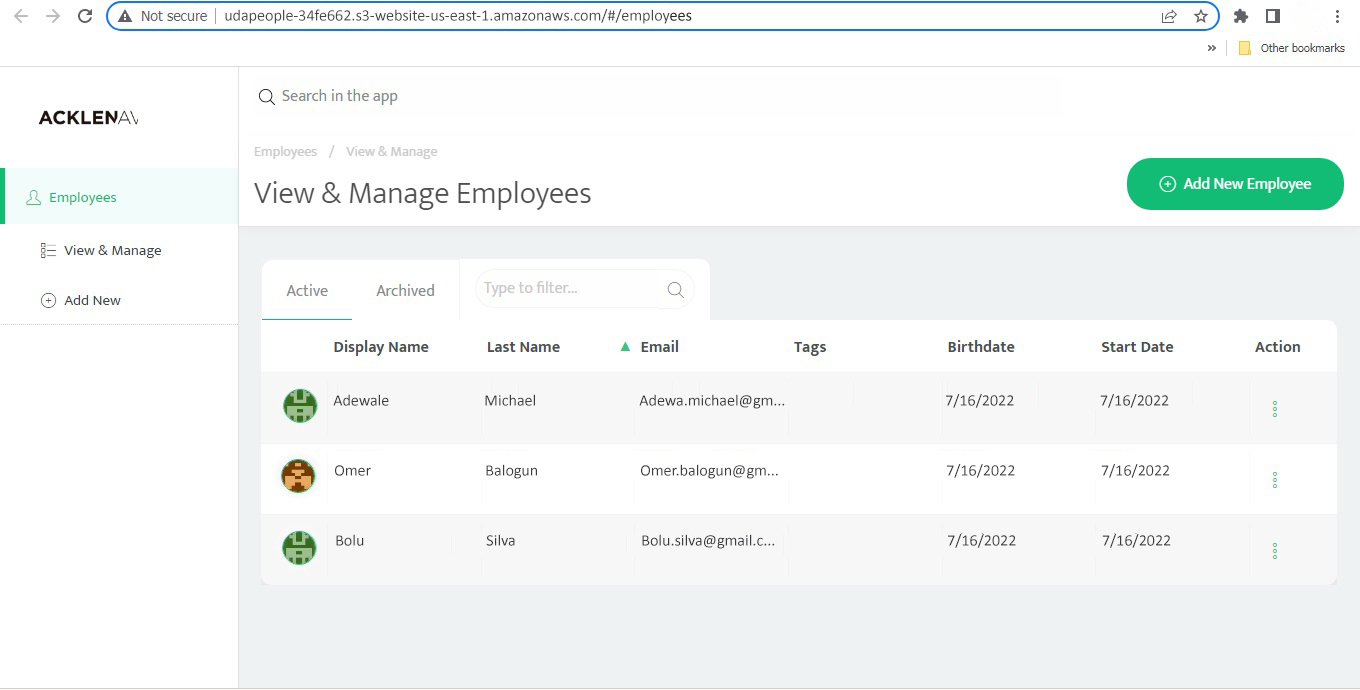 Not secure | udapeople-34fe662.s3-website-us-east-1.amazonaws.com/#/employees
» Other bookmarks
ACKLENAV
Search in the app
Employees / View & Manage
View & Manage Employees
Add New Employee
Employees
View & Manage
Add New
Active Archived Type to filter...
Display Name Last Name ▲ Email Tags Birthdate Start Date Action
Adewale Michael Adewa.michael@gm... 7/16/2022 7/16/2022
Omer Balogun Omer.balogun@gm... 7/16/2022 7/16/2022
Bolu Silva Bolu.silva@gmail.c... 7/16/2022 7/16/2022